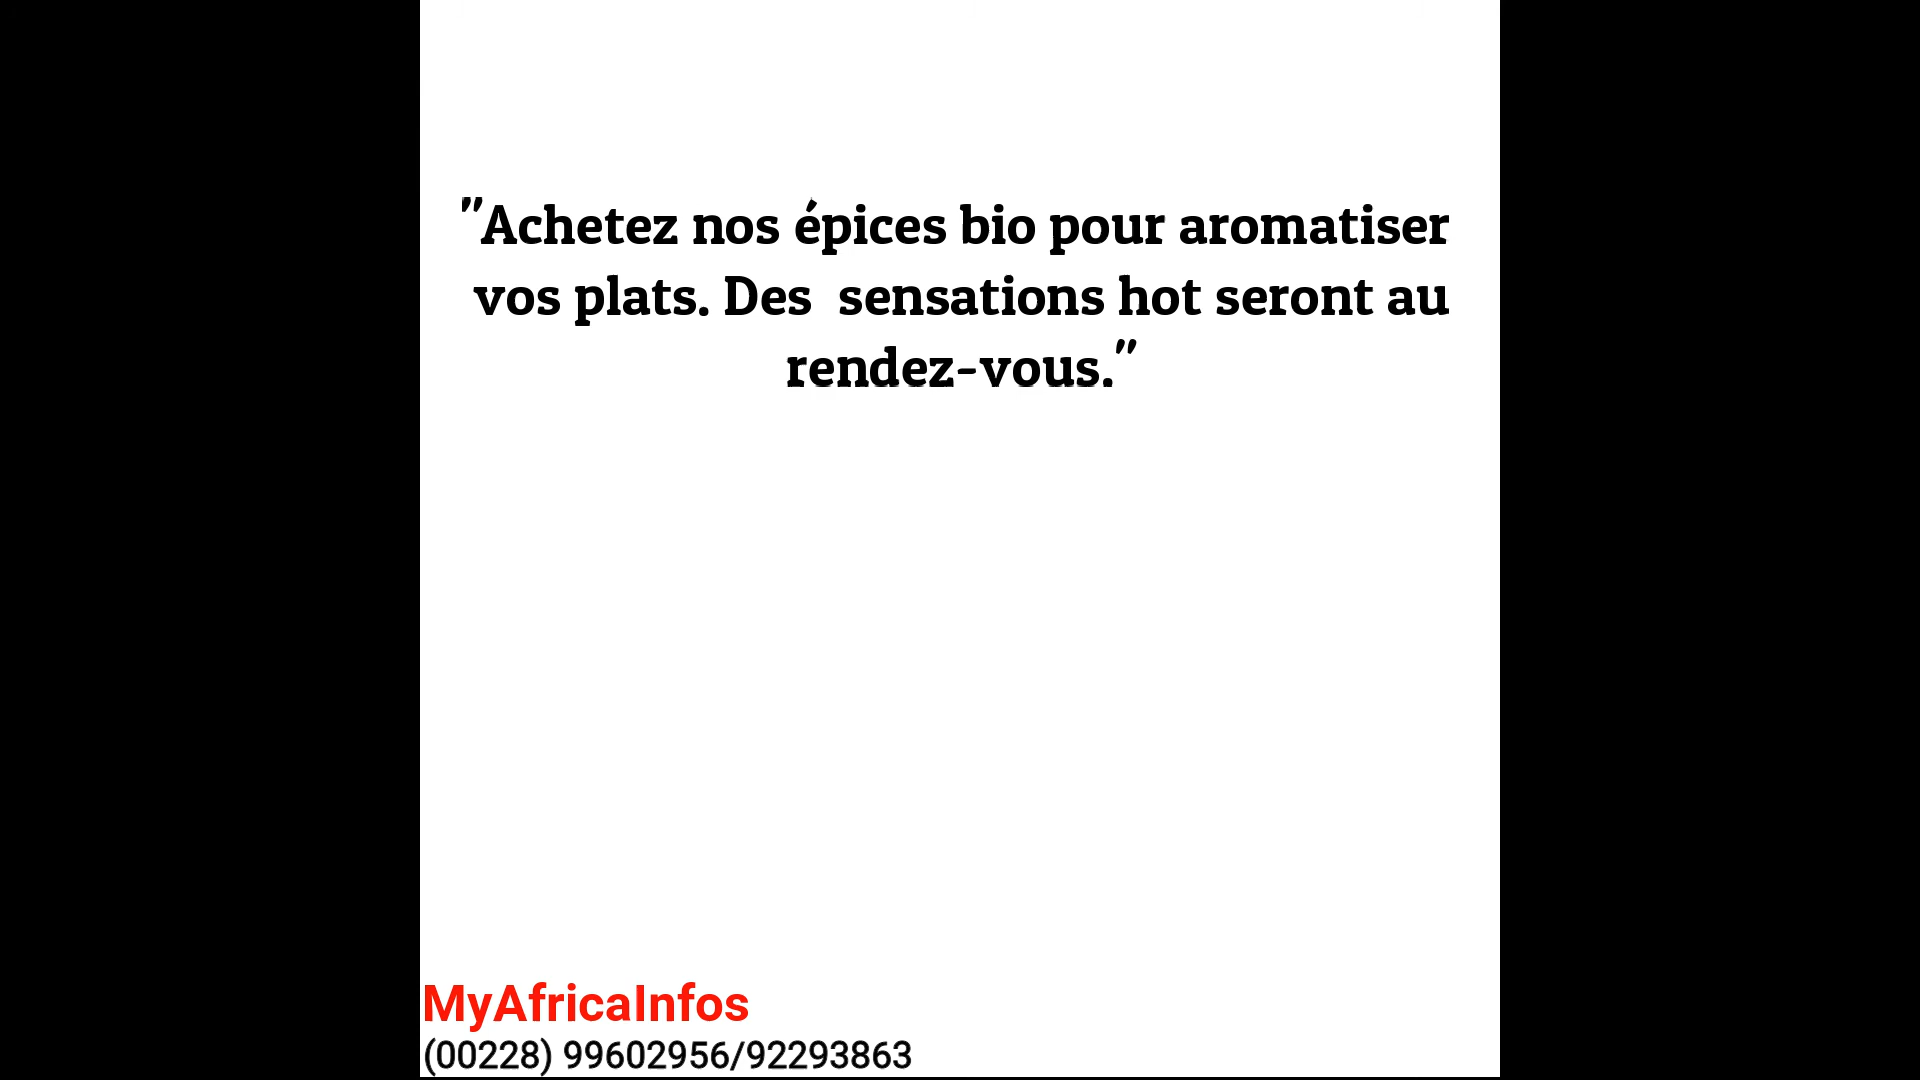 "Achetez nos épices bio pour aromatiser
vos plats. Des  sensations hot seront au
rendez-vous."
MyAfricaInfos
(00228) 99602956/92293863